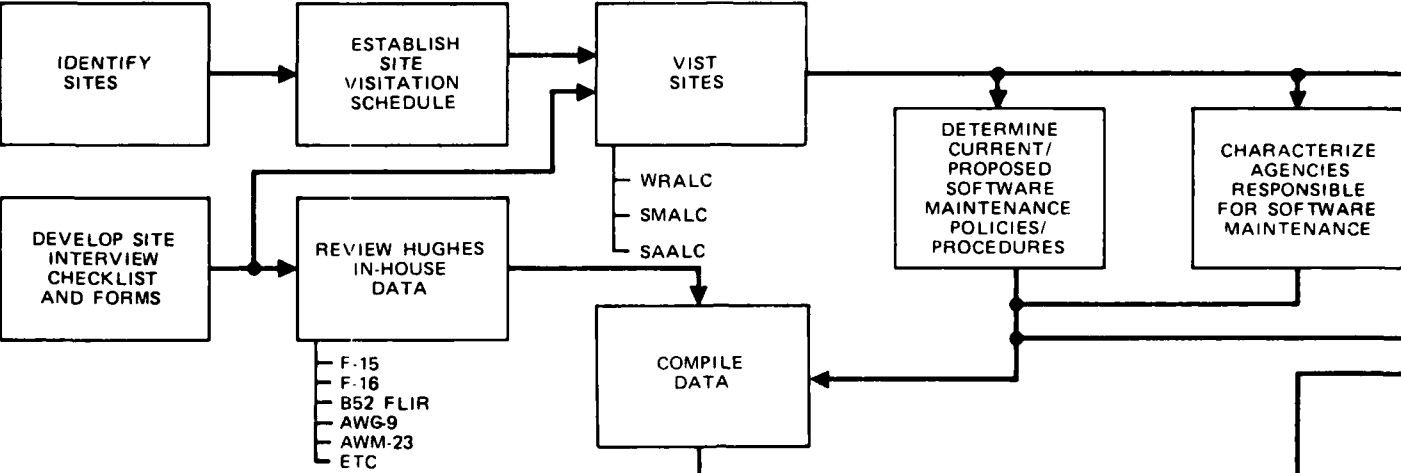 IDENTIFY
SITES
ESTABLISH
SITE
VISITATION
SCHEDULE
VIST
SITES
WRALC
SMALC
SAALC
DETERMINE
CURRENT/
PROPOSED
SOFTWARE
MAINTENANCE
POLICIES/
PROCEDURES
CHARACTERIZE
AGENCIES
RESPONSIBLE
FOR SOFTWARE
MAINTENANCE
DEVELOP SITE
INTERVIEW
CHECKLIST
AND FORMS
REVIEW HUGHES
IN-HOUSE
DATA
F-15
F-16
B52 FLIR
AWG-9
AWM-23
ETC
COMPILE
DATA